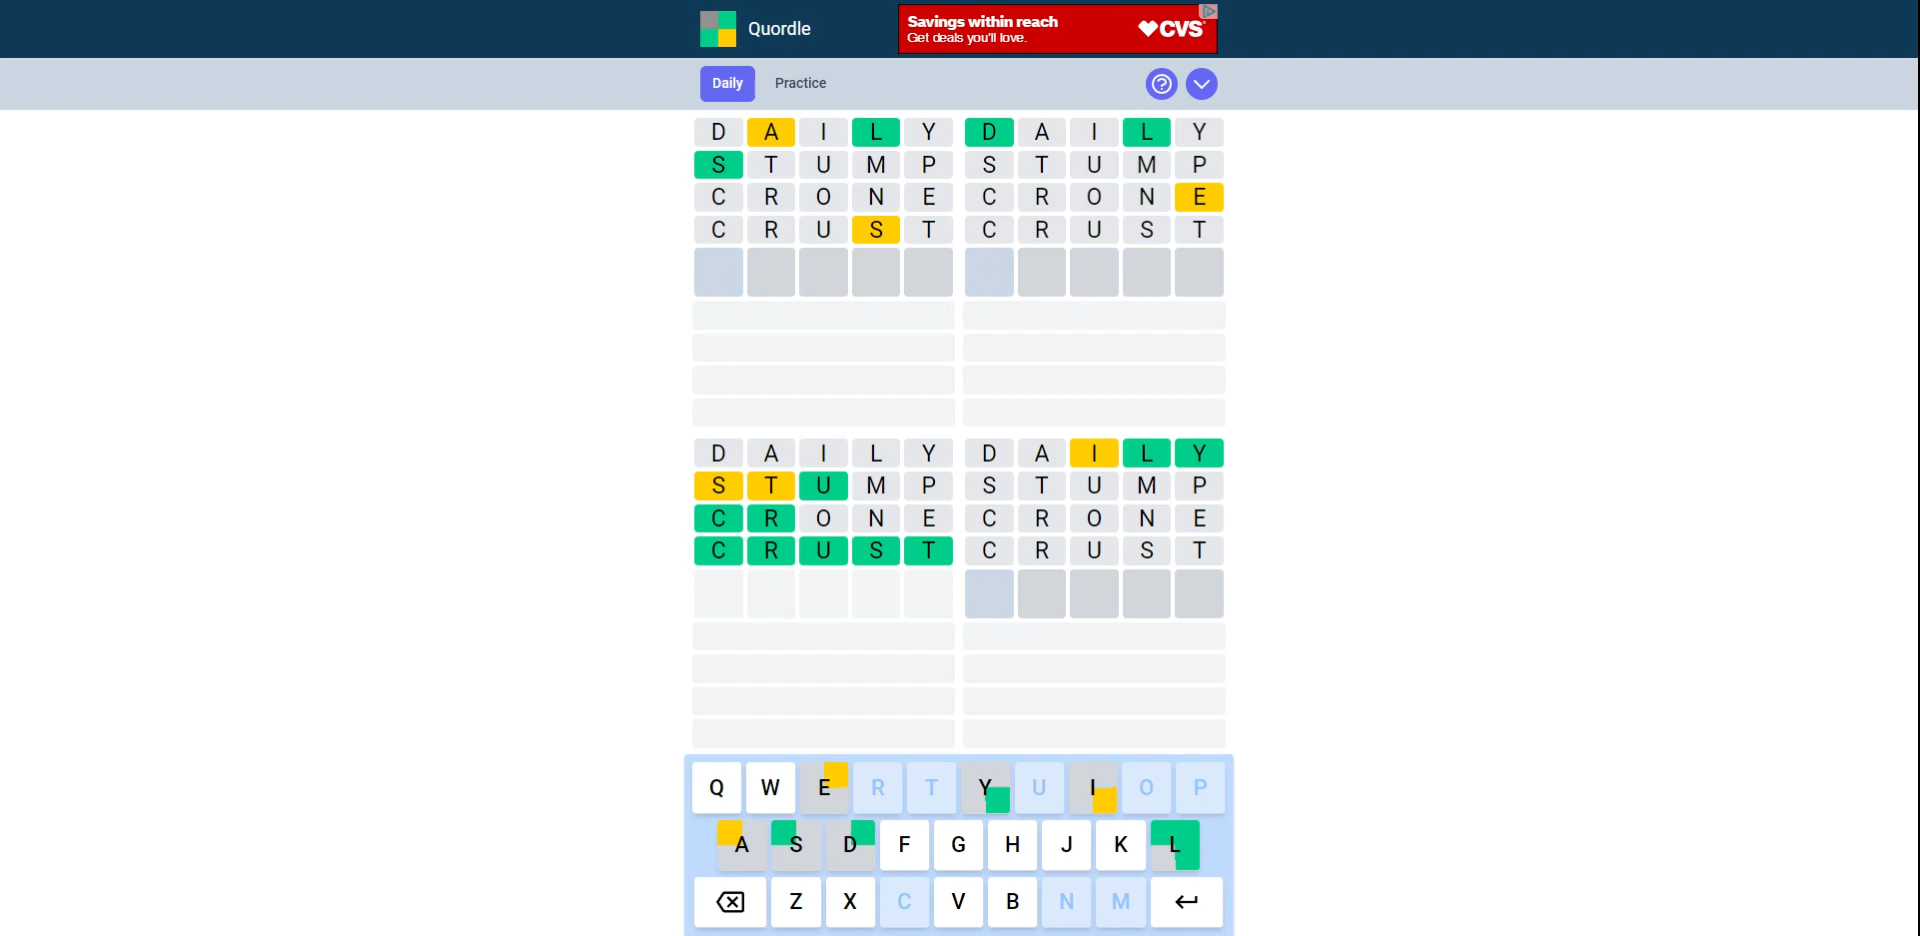 Quordle
Savings within reach
Get deals you'll love.
CVS
Daily
Practice
D A I L Y D A I L Y
S T U M P S T U M P
C R O N E C R O N E
C R U S T C R U S T
D A I L Y D A I L Y
S T U M P S T U M P
C R O N E C R O N E
C R U S T C R U S T
Q W E R T Y U I O P
A S D F G H J K L
Z X C V B N M